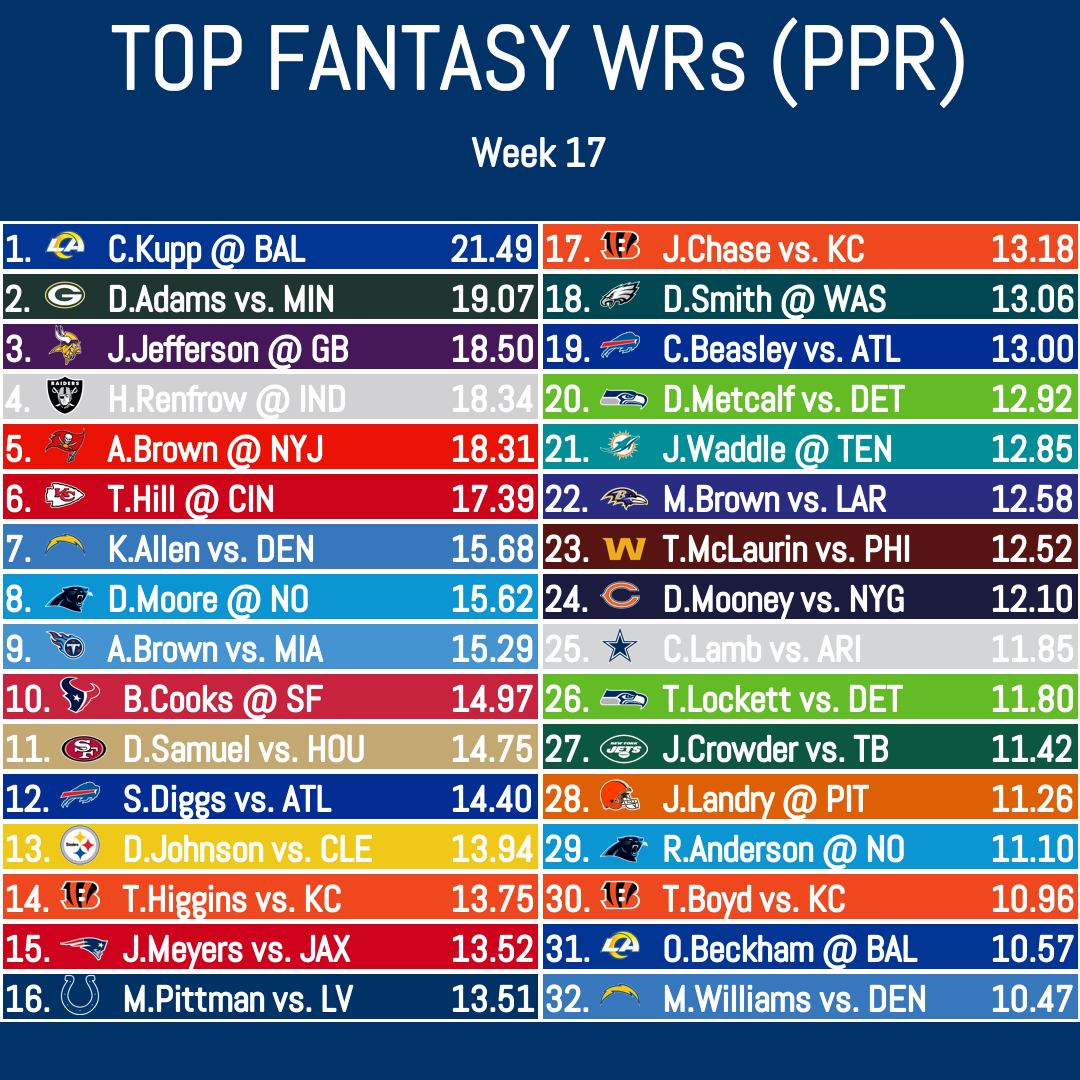 TOP FANTASY WRs (PPR)
Week 17
1. C.Kupp @ BAL 21.49
2. D.Adams vs. MIN 19.07
3. J.Jefferson @ GB 18.50
4. H.Renfrow @ IND 18.34
5. A.Brown @ NYJ 18.31
6. T.Hill @ CIN 17.39
7. K.Allen vs. DEN 15.68
8. D.Moore @ NO 15.62
9. A.Brown vs. MIA 15.29
10. B.Cooks @ SF 14.97
11. D.Samuel vs. HOU 14.75
12. S.Diggs vs. ATL 14.40
13. D.Johnson vs. CLE 13.94
14. T.Higgins vs. KC 13.75
15. J.Meyers vs. JAX 13.52
16. M.Pittman vs. LV 13.51
17. J.Chase vs. KC 13.18
18. D.Smith @ WAS 13.06
19. C.Beasley vs. ATL 13.00
20. D.Metcalf vs. DET 12.92
21. J.Waddle @ TEN 12.85
22. M.Brown vs. LAR 12.58
23. T.McLaurin vs. PHI 12.52
24. D.Mooney vs. NYG 12.10
25. C.Lamb vs. ARI 11.85
26. T.Lockett vs. DET 11.80
27. J.Crowder vs. TB 11.42
28. J.Landry @ PIT 11.26
29. R.Anderson @ NO 11.10
30. T.Boyd vs. KC 10.96
31. O.Beckham @ BAL 10.57
32. M.Williams vs. DEN 10.47